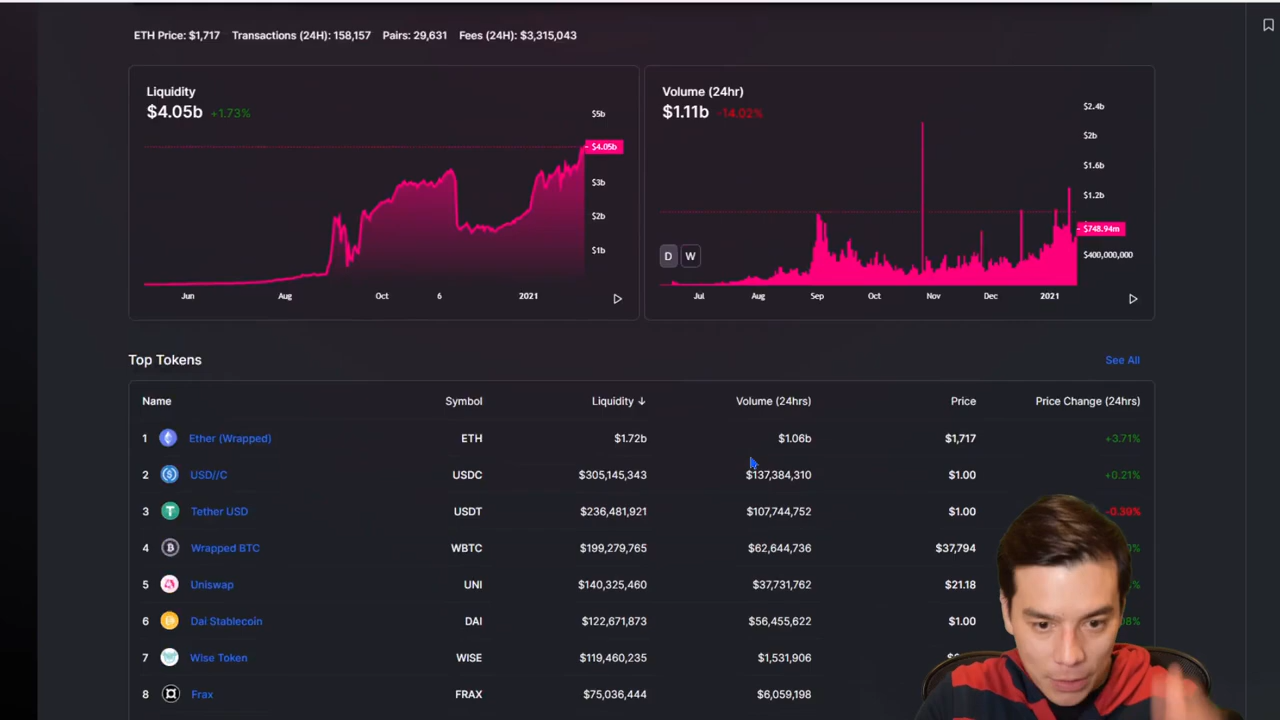 ETH Price: $1,717 Transactions (24H): 158,157 Pairs: 29,631 Fees (24H): $3,315,043
Liquidity
$4.05b +1.73%
$5b
$4.05b
$3b
$2b
$1b
Jun Aug Oct 6 2021
Volume (24hr)
$1.11b -14.02%
$2.4b
$2b
$1.6b
$1.2b
$748.94m
$400,000,000
D W
Jul Aug Sep Oct Nov Dec 2021
Top Tokens See All
Name Symbol Liquidity ↓ Volume (24hrs) Price Price Change (24hrs)
1 Ether (Wrapped) ETH $1.72b $1.06b $1,717 +3.71%
2 USD//C USDC $305,145,343 $137,384,310 $1.00 +0.21%
3 Tether USD USDT $236,481,921 $107,744,752 $1.00 -0.39%
4 Wrapped BTC WBTC $199,279,765 $62,644,736 $37,794
5 Uniswap UNI $140,325,460 $37,731,762 $21.18
6 Dai Stablecoin DAI $122,671,873 $56,455,622 $1.00
7 Wise Token WISE $119,460,235 $1,531,906
8 Frax FRAX $75,036,444 $6,059,198